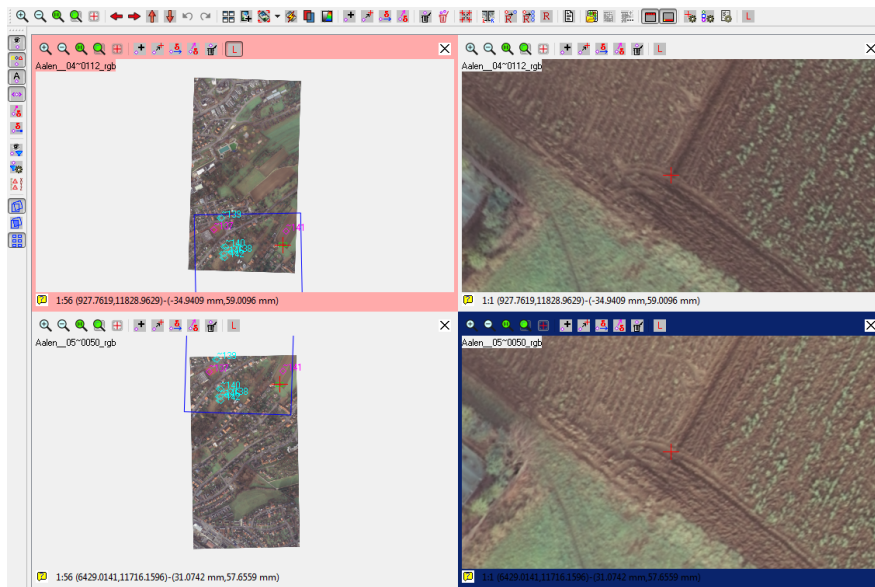 Aalen__04~0112_rgb
1:56 (927.7619,11828.9629)-(-34.9409 mm,59.0096 mm)
Aalen__04~0112_rgb
1:1 (927.7619,11828.9629)-(-34.9409 mm,59.0096 mm)
Aalen__05~0050_rgb
1:56 (6429.0141,11716.1596)-(31.0742 mm,57.6559 mm)
Aalen__05~0050_rgb
1:1 (6429.0141,11716.1596)-(31.0742 mm,57.6559 mm)